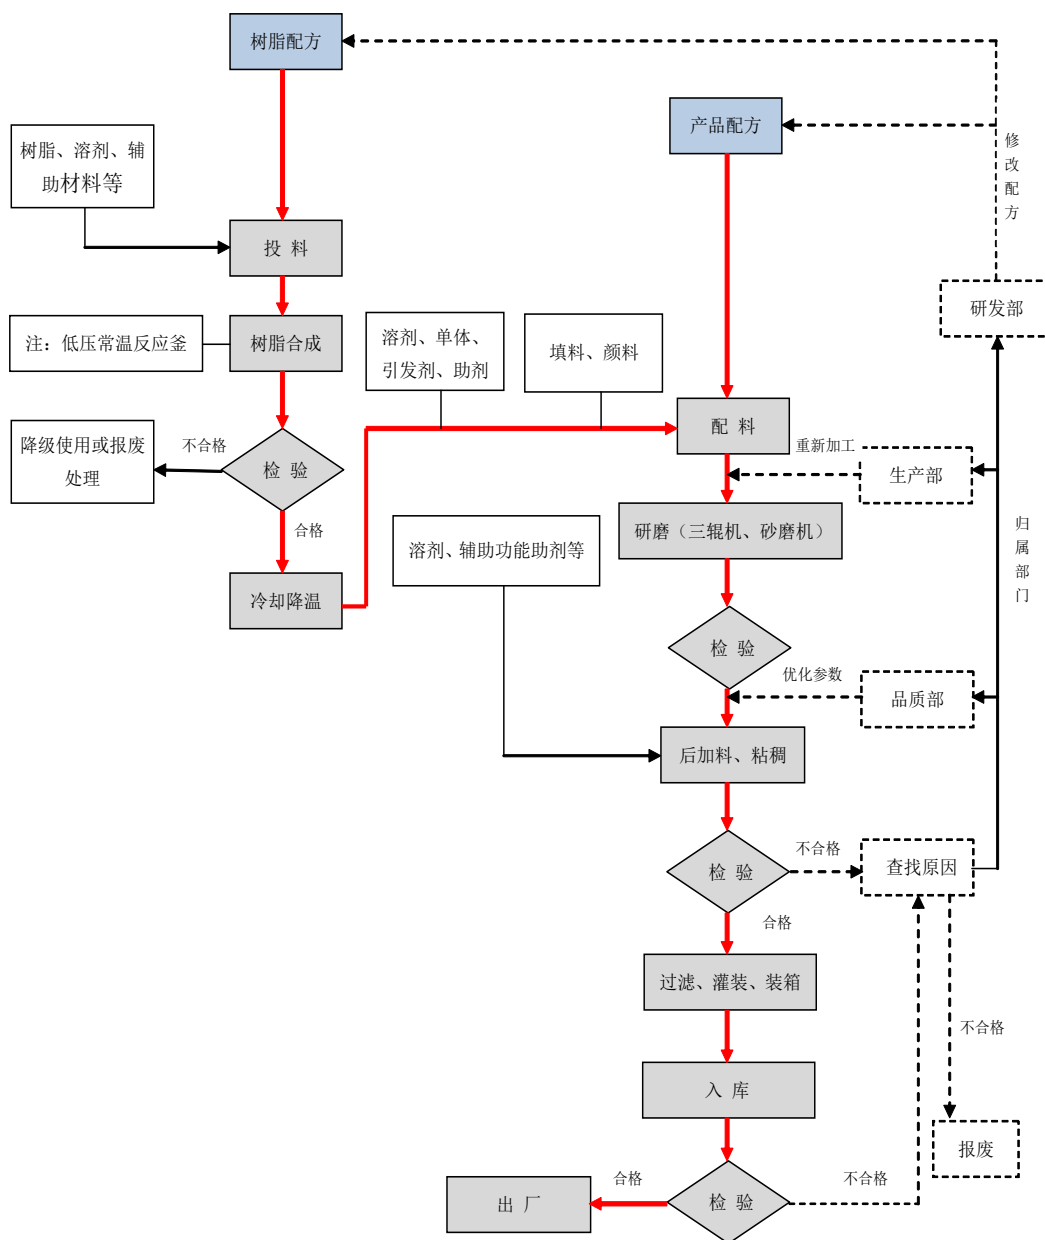 树脂配方
产品配方
修
改
配
方
树脂、溶剂、辅
助材料等
投 料
研发部
注：低压常温反应釜
树脂合成
溶剂、单体、
引发剂、助剂
填料、颜料
配 料
降级使用或报废
处理
不合格
检 验
重新加工
生产部
合格
研磨（三辊机、砂磨机）
归
属
部
门
溶剂、辅助功能助剂等
冷却降温
检 验
优化参数
品质部
后加料、粘稠
检 验
不合格
查找原因
合格
过滤、灌装、装箱
不合格
入 库
报废
出 厂
合格
检 验
不合格